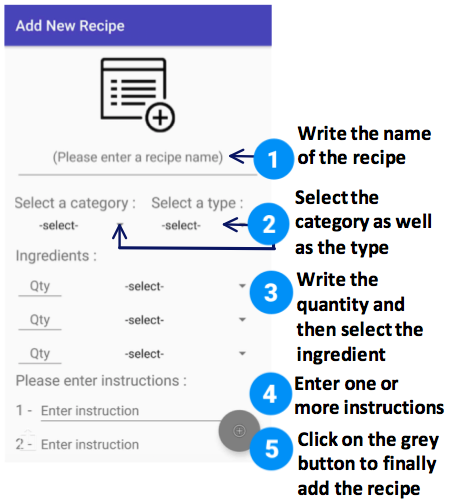 Add New Recipe
(Please enter a recipe name)
1
Write the name
of the recipe
Select a category :
Select a type :
-select-
-select-
2
Select the
category as well
as the type
Ingredients :
Qty
-select-
Qty
-select-
Qty
-select-
3
Write the
quantity and
then select the
ingredient
Please enter instructions :
1 - Enter instruction
4
Enter one or
more instructions
2 - Enter instruction
5
Click on the grey
button to finally
add the recipe